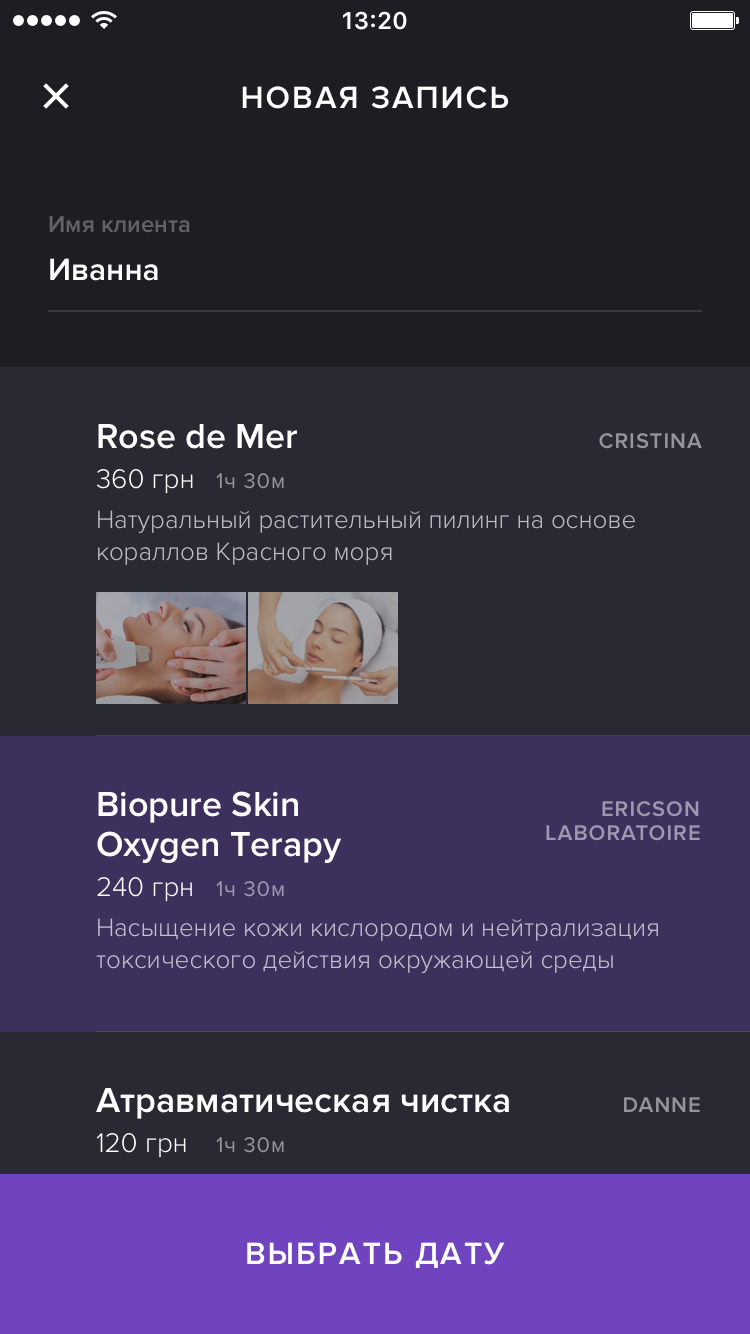 13:20
НОВАЯ ЗАПИСЬ
Имя клиента
Иванна
Rose de Mer
CRISTINA
360 грн 1ч 30м
Натуральный растительный пилинг на основе
кораллов Красного моря
Biopure Skin
Oxygen Terapy
ERICSON
LABORATOIRE
240 грн 1ч 30м
Насыщение кожи кислородом и нейтрализация
токсического действия окружающей среды
Атравматическая чистка
DANNE
120 грн 1ч 30м
ВЫБРАТЬ ДАТУ